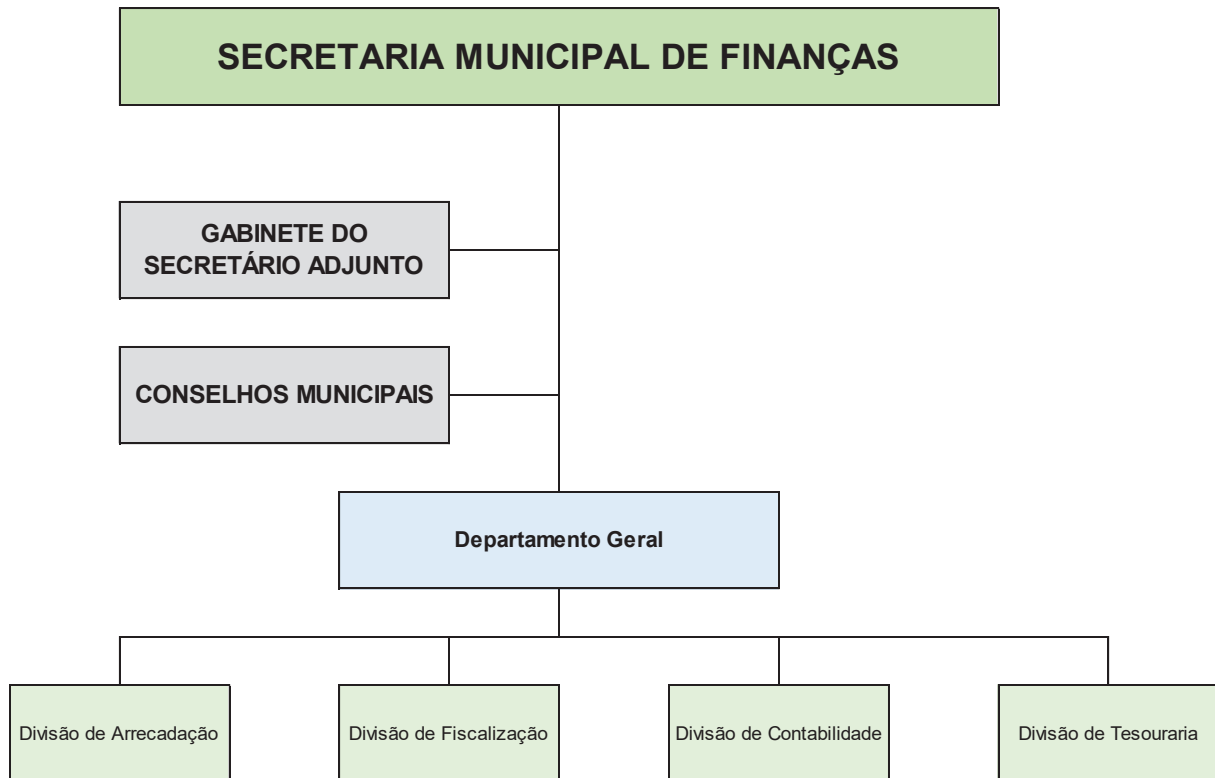 SECRETARIA MUNICIPAL DE FINANÇAS
GABINETE DO
SECRETÁRIO ADJUNTO
CONSELHOS MUNICIPAIS
Departamento Geral
Divisão de Arrecadação
Divisão de Fiscalização
Divisão de Contabilidade
Divisão de Tesouraria